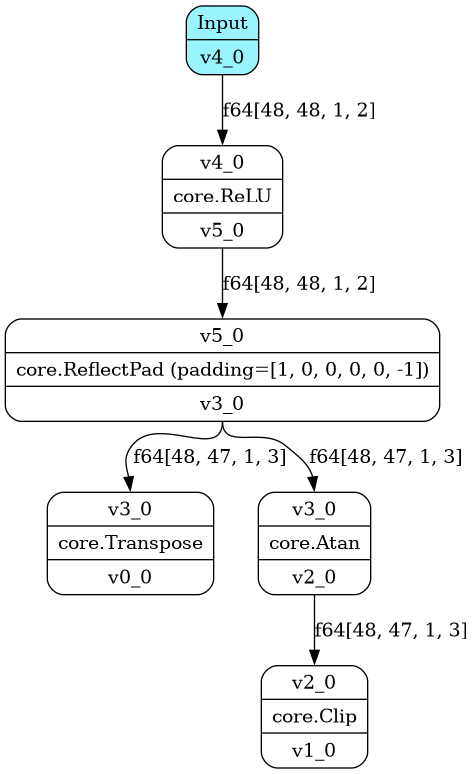 Input
v4_0
f64[48, 48, 1, 2]
v4_0
core.ReLU
v5_0
f64[48, 48, 1, 2]
v5_0
core.ReflectPad (padding=[1, 0, 0, 0, 0, -1])
v3_0
f64[48, 47, 1, 3]
f64[48, 47, 1, 3]
v3_0
core.Transpose
v0_0
v3_0
core.Atan
v2_0
f64[48, 47, 1, 3]
v2_0
core.Clip
v1_0